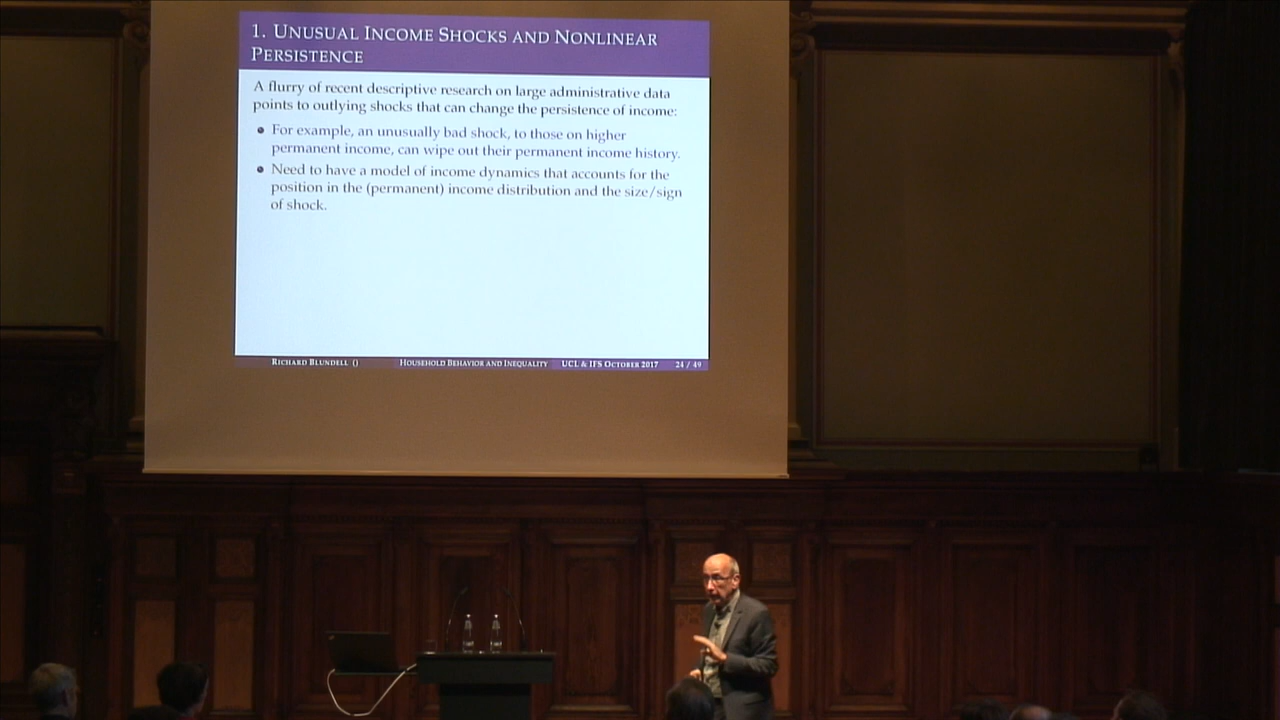 1. Unusual Income Shocks and Nonlinear
Persistence
A flurry of recent descriptive research on large administrative data
points to outlying shocks that can change the persistence of income:
For example, an unusually bad shock, to those on higher
permanent income, can wipe out their permanent income history.
Need to have a model of income dynamics that accounts for the
position in the (permanent) income distribution and the size/sign
of shock.
Richard Blundell () Household Behavior and Inequality UCL & IFS October 2017 24 / 49